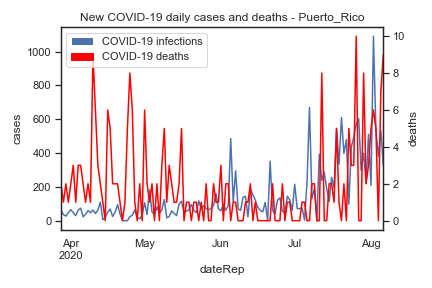 New COVID-19 daily cases and deaths - Puerto_Rico
COVID-19 infections
COVID-19 deaths
1000
800
600
400
200
0
cases
10
8
6
4
2
0
deaths
Apr
2020
May
Jun
Jul
Aug
dateRep